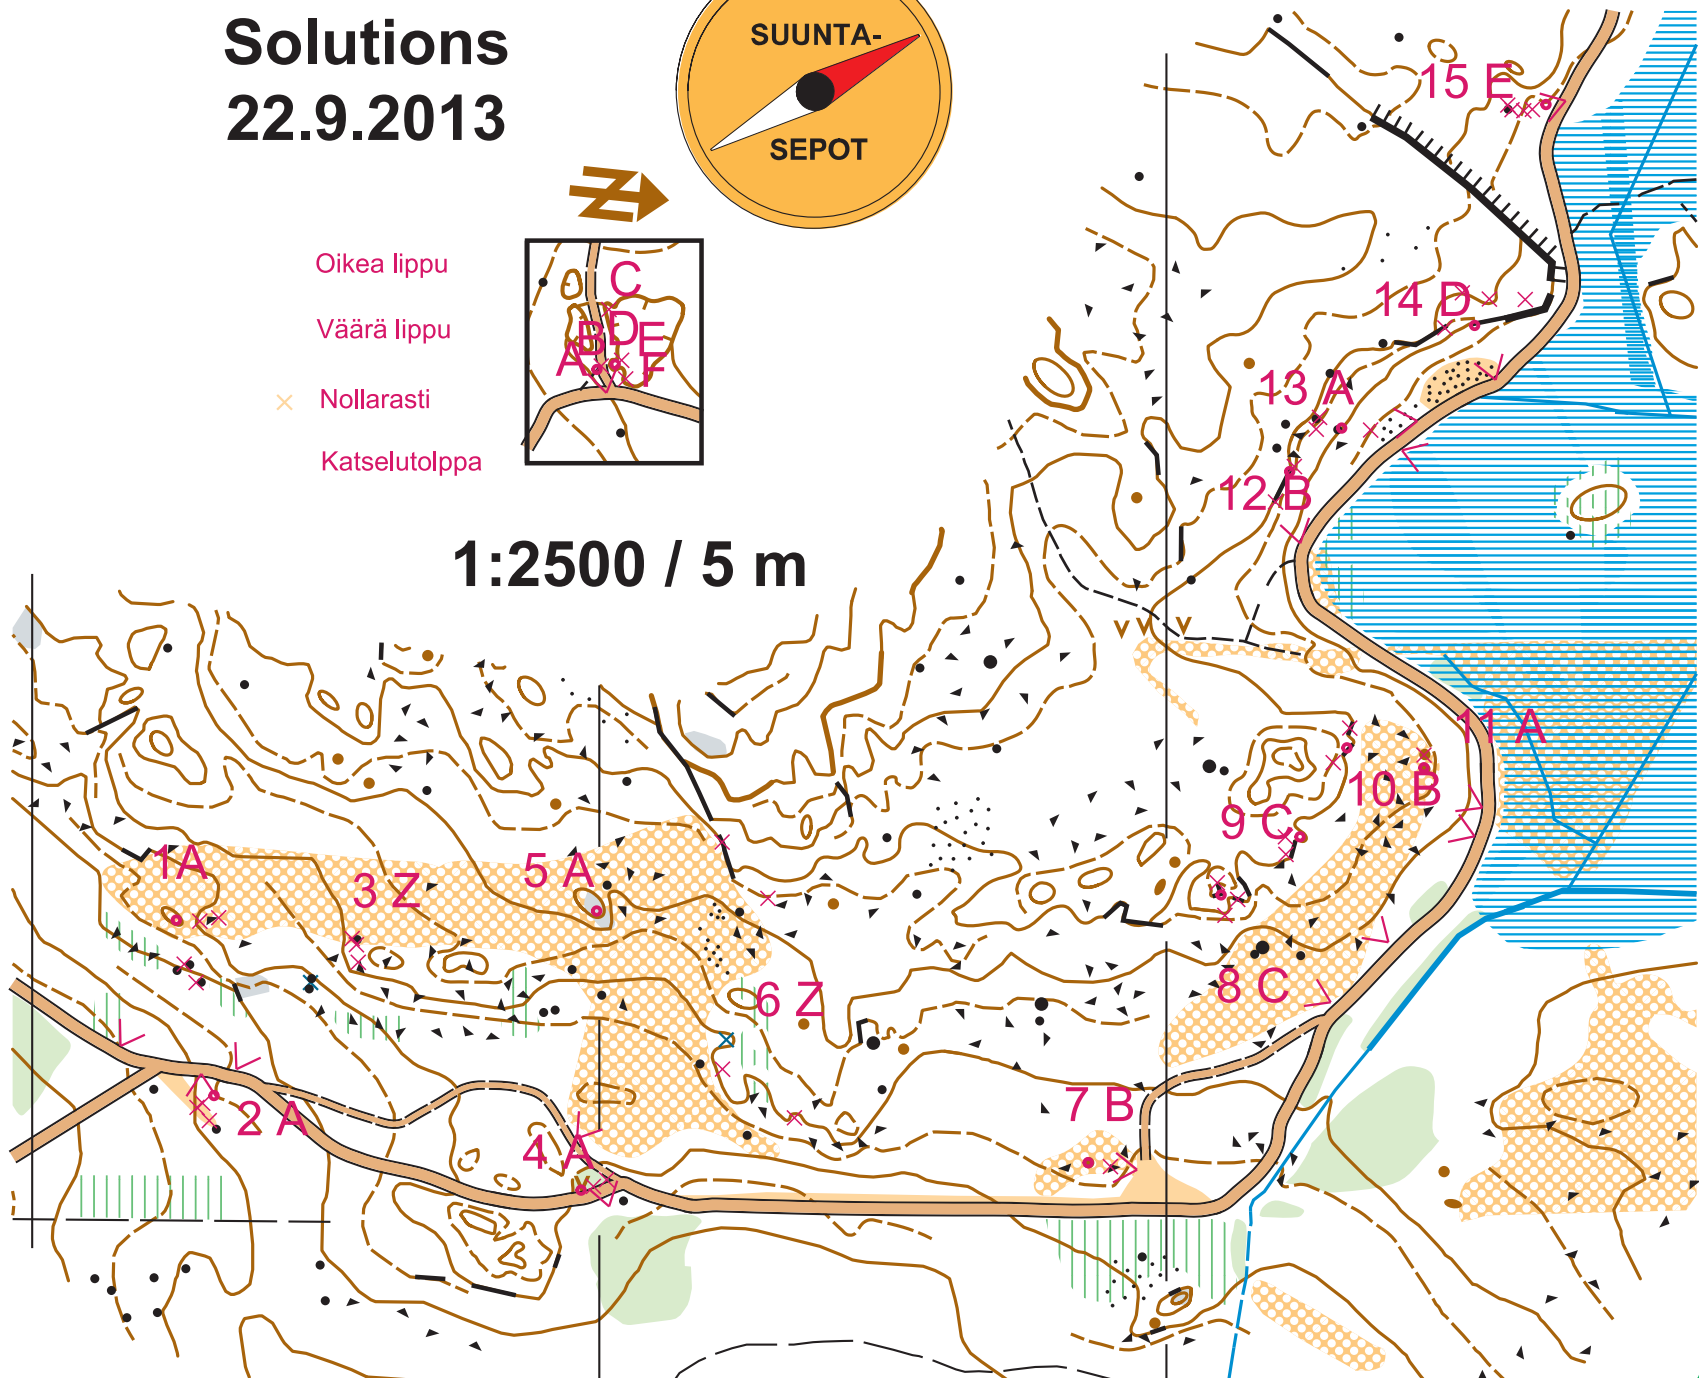 Solutions
22.9.2013
SUUNTA-
SEPOT
Oikea lippu
Väärä lippu
Nollarasti
Katselutolppa
C
D
B
E
A
F
1:2500 / 5 m
15 E
14 D
13 A
12 B
11 A
10 B
9 C
8 C
7 B
6 Z
5 A
4 A
3 Z
2 A
1A